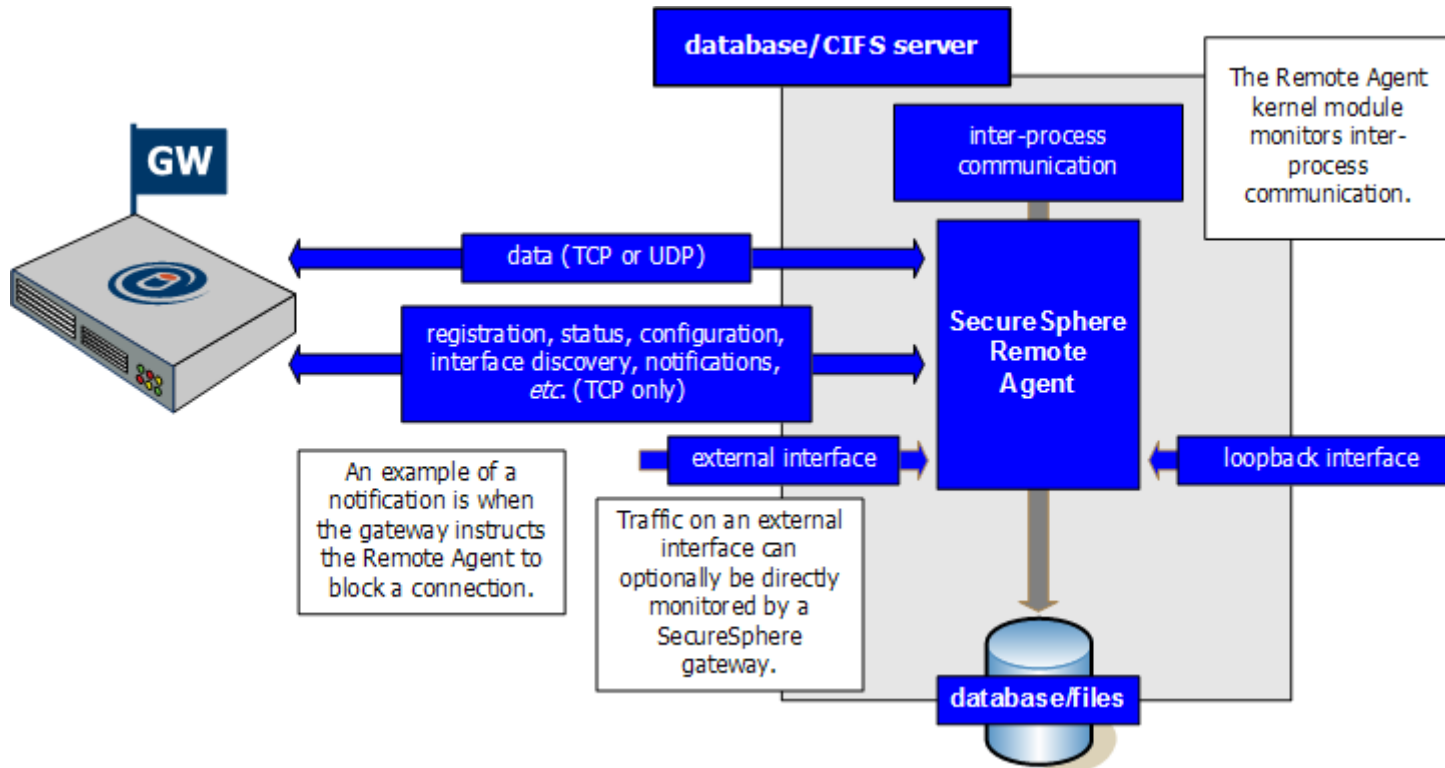 database/CIFS server
The Remote Agent
kernel module
monitors inter-
process
communication.
inter-process
communication
GW
data (TCP or UDP)
SecureSphere
Remote
Agent
registration, status, configuration,
interface discovery, notifications,
etc. (TCP only)
external interface
loopback interface
An example of a
notification is when
the gateway instructs
the Remote Agent to
block a connection.
Traffic on an external
interface can
optionally be directly
monitored by a
SecureSphere
gateway.
database/files